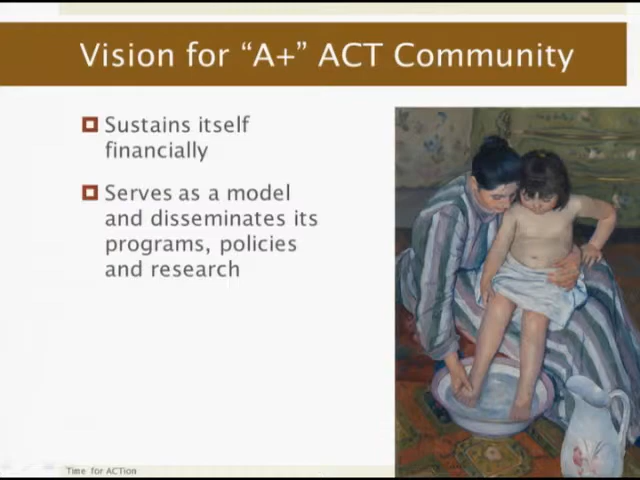 Vision for “A+” ACT Community
Sustains itself
financially
Serves as a model
and disseminates its
programs, policies
and research
Time for ACTion